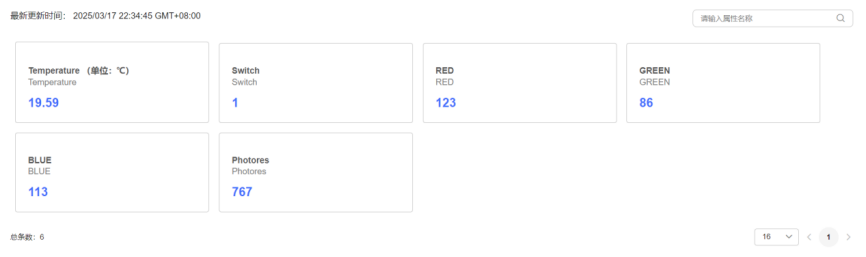 最新更新时间： 2025/03/17 22:34:45 GMT+08:00
请输入属性名称
Temperature （单位：℃）
Temperature
19.59
Switch
Switch
1
RED
RED
123
GREEN
GREEN
86
BLUE
BLUE
113
Photores
Photores
767
总条数：6
16
1